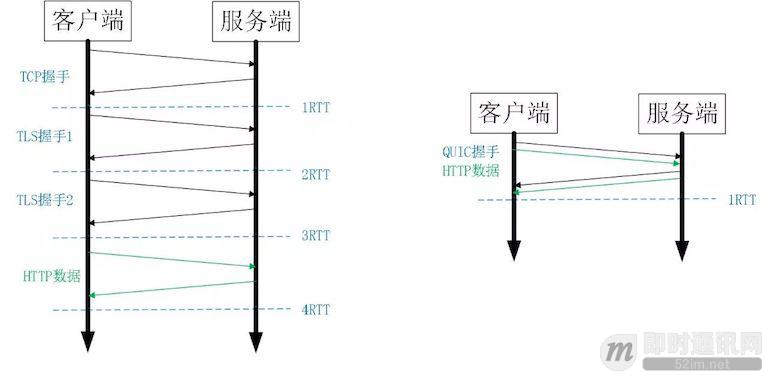 客户端
服务端
TCP握手
1RTT
TLS握手1
2RTT
TLS握手2
3RTT
HTTP数据
4RTT
客户端
服务端
QUIC握手
HTTP数据
1RTT
m 即时通讯网
52im.net